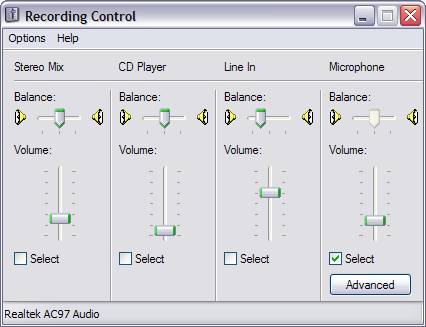 Recording Control
Options Help
Stereo Mix CD Player Line In Microphone
Balance: Balance: Balance: Balance:
Volume: Volume: Volume: Volume:
Select Select Select Select
Advanced
Realtek AC97 Audio